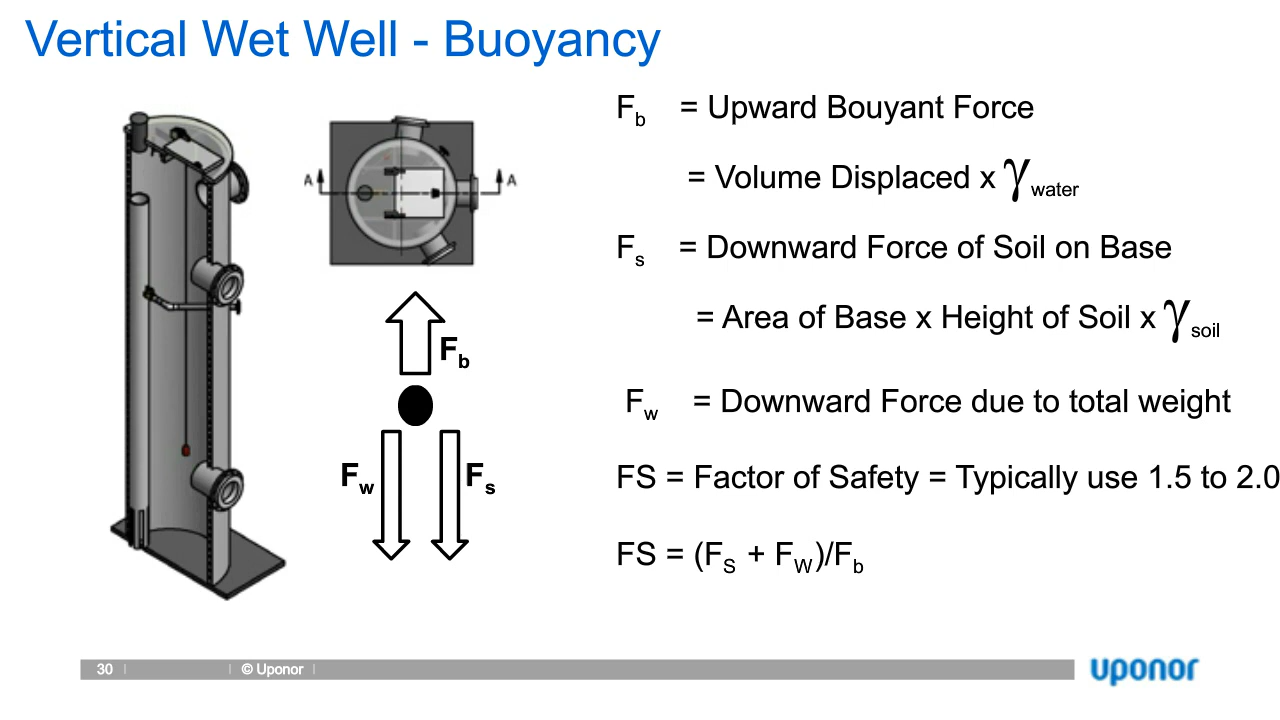 Vertical Wet Well - Buoyancy
Fb = Upward Bouyant Force
= Volume Displaced x γwater
Fs = Downward Force of Soil on Base
= Area of Base x Height of Soil x γsoil
Fw = Downward Force due to total weight
FS = Factor of Safety = Typically use 1.5 to 2.0
FS = (FS + FW)/Fb
A A
Fb
Fw Fs
30 © Uponor
uponor